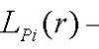 L_{Pi}(r) –